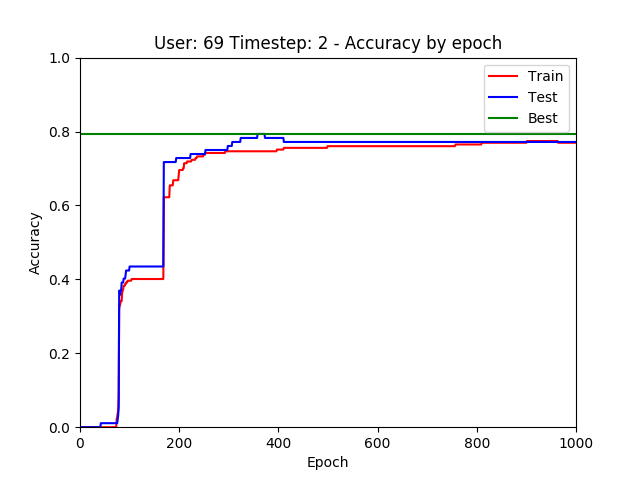 User: 69 Timestep: 2 - Accuracy by epoch
1.0
0.8
0.6
0.4
0.2
0.0
Accuracy
Train
Test
Best
0 200 400 600 800 1000
Epoch